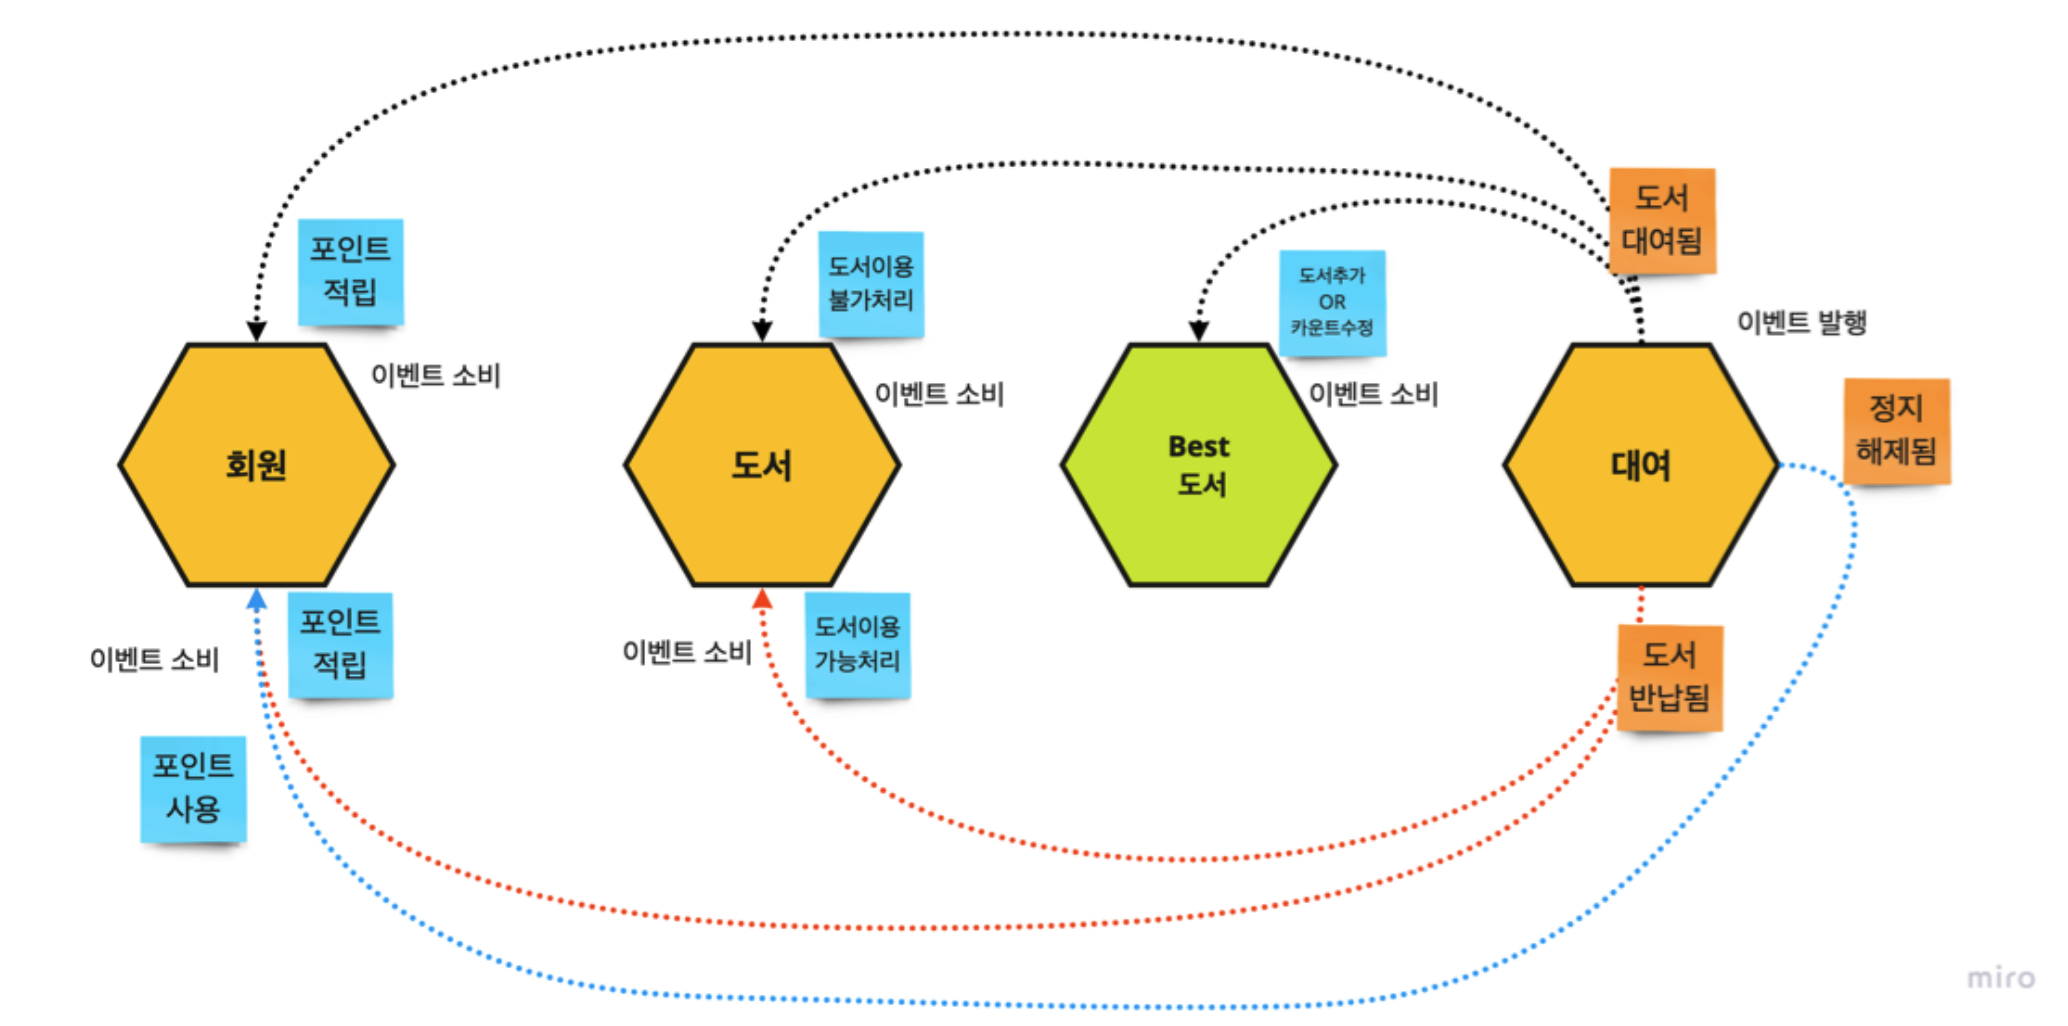 도서
대여됨
포인트
적립
도서이용
불가처리
도서추가
OR
카운트수정
이벤트 발행
이벤트 소비
이벤트 소비
이벤트 소비
정지
해제됨
회원
도서
Best
도서
대여
포인트
적립
이벤트 소비
도서이용
가능처리
이벤트 소비
도서
반납됨
포인트
사용
miro